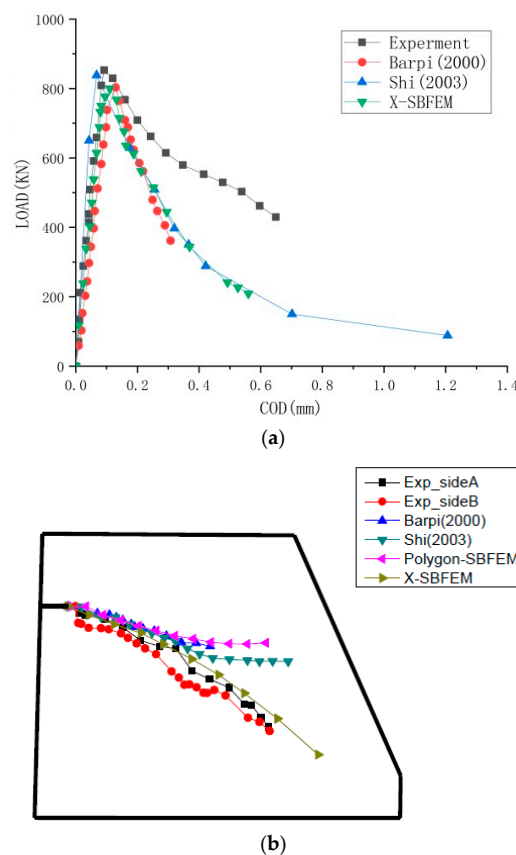 1000
800
600
400
200
0
LOAD(KN)
Experment
Barpi(2000)
Shi(2003)
X-SBFEM
0.0 0.2 0.4 0.6 0.8 1.0 1.2 1.4
COD(mm)
(a)
Exp_sideA
Exp_sideB
Barpi(2000)
Shi(2003)
Polygon-SBFEM
X-SBFEM
(b)